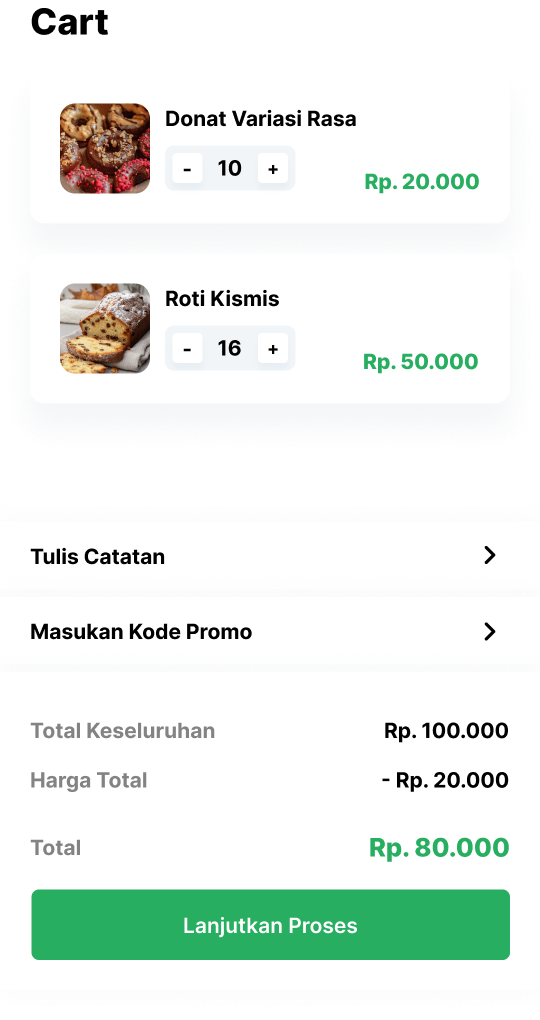 Cart
Donat Variasi Rasa
- 10 +
Rp. 20.000
Roti Kismis
- 16 +
Rp. 50.000
Tulis Catatan
Masukan Kode Promo
Total Keseluruhan Rp. 100.000
Harga Total - Rp. 20.000
Total Rp. 80.000
Lanjutkan Proses